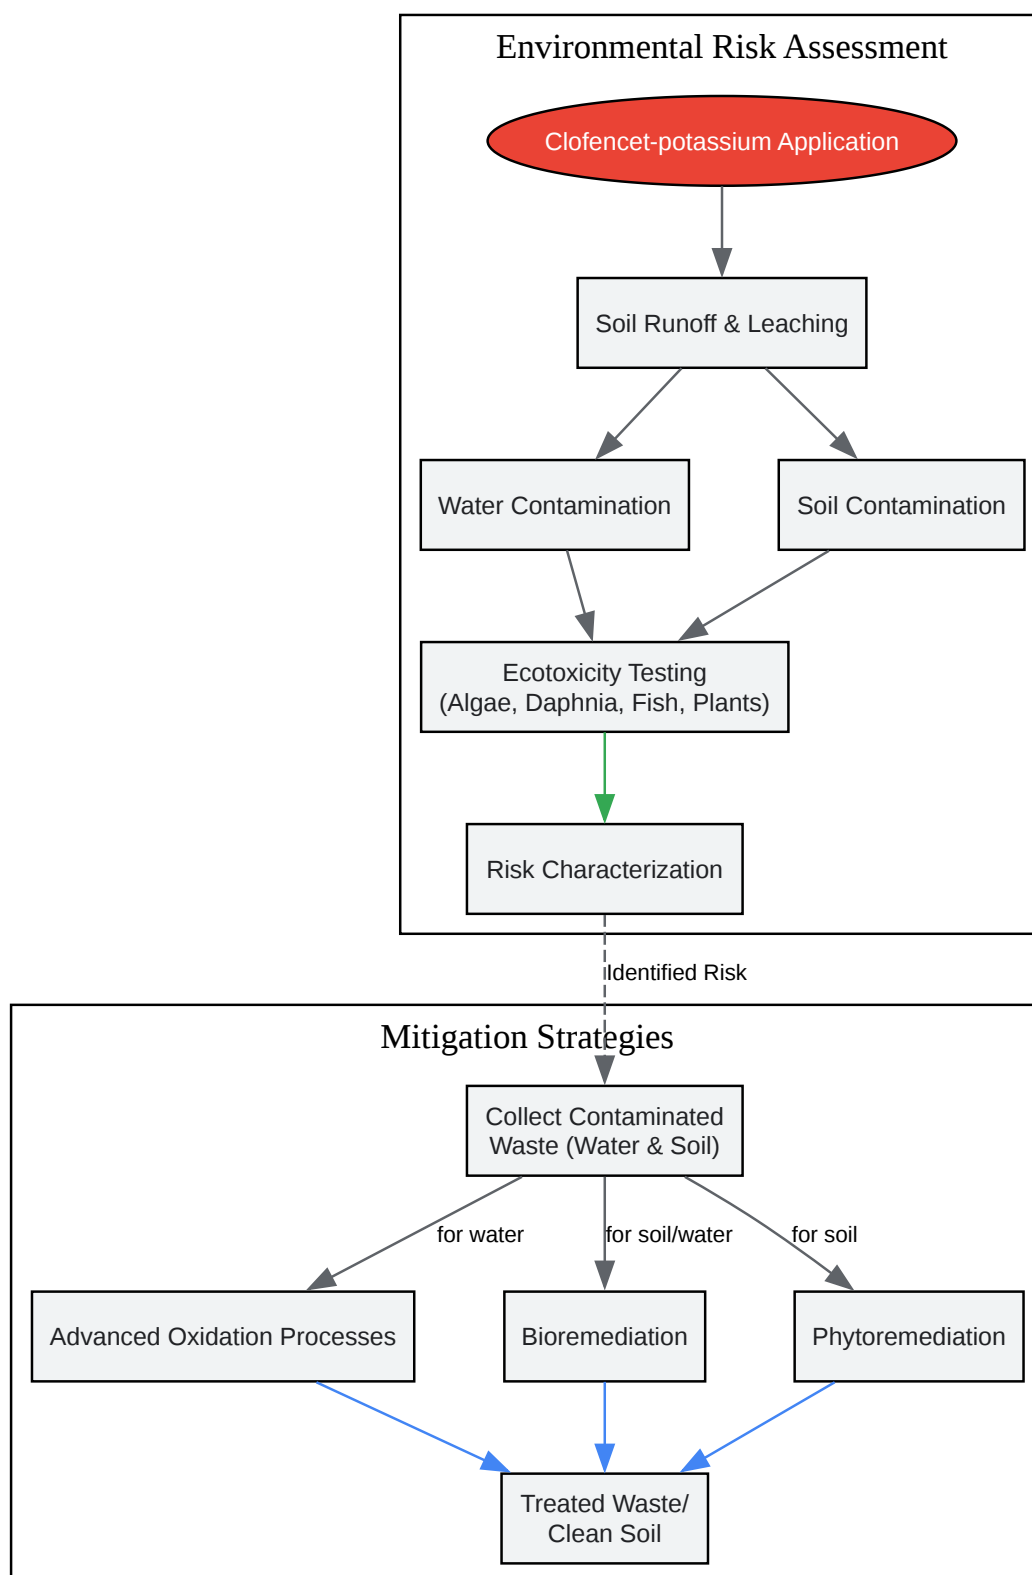 Environmental Risk Assessment
Clofencet-potassium Application
Soil Runoff & Leaching
Water Contamination
Soil Contamination
Ecotoxicity Testing
(Algae, Daphnia, Fish, Plants)
Risk Characterization
Identified Risk
Mitigation Strategies
Collect Contaminated
Waste (Water & Soil)
for water
for soil/water
for soil
Advanced Oxidation Processes
Bioremediation
Phytoremediation
Treated Waste/
Clean Soil